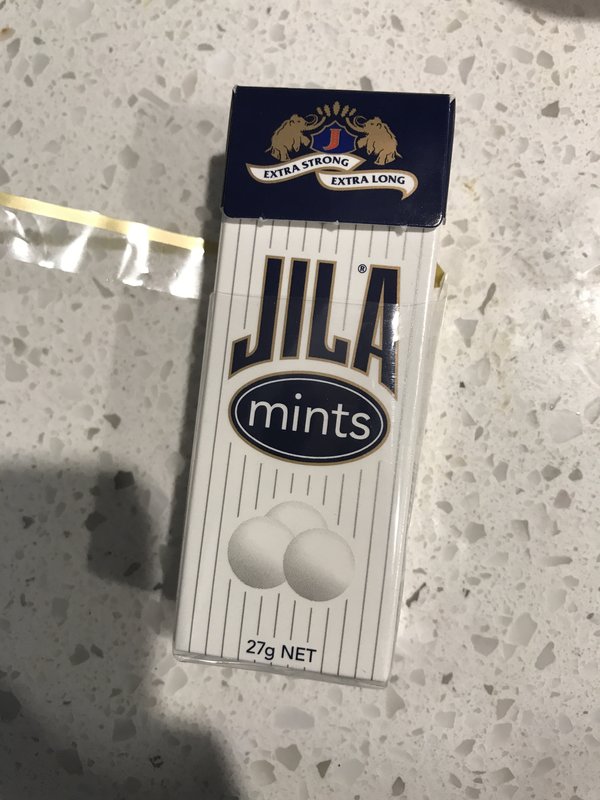 J
EXTRA STRONG
EXTRA LONG
JILA®
mints
27g NET